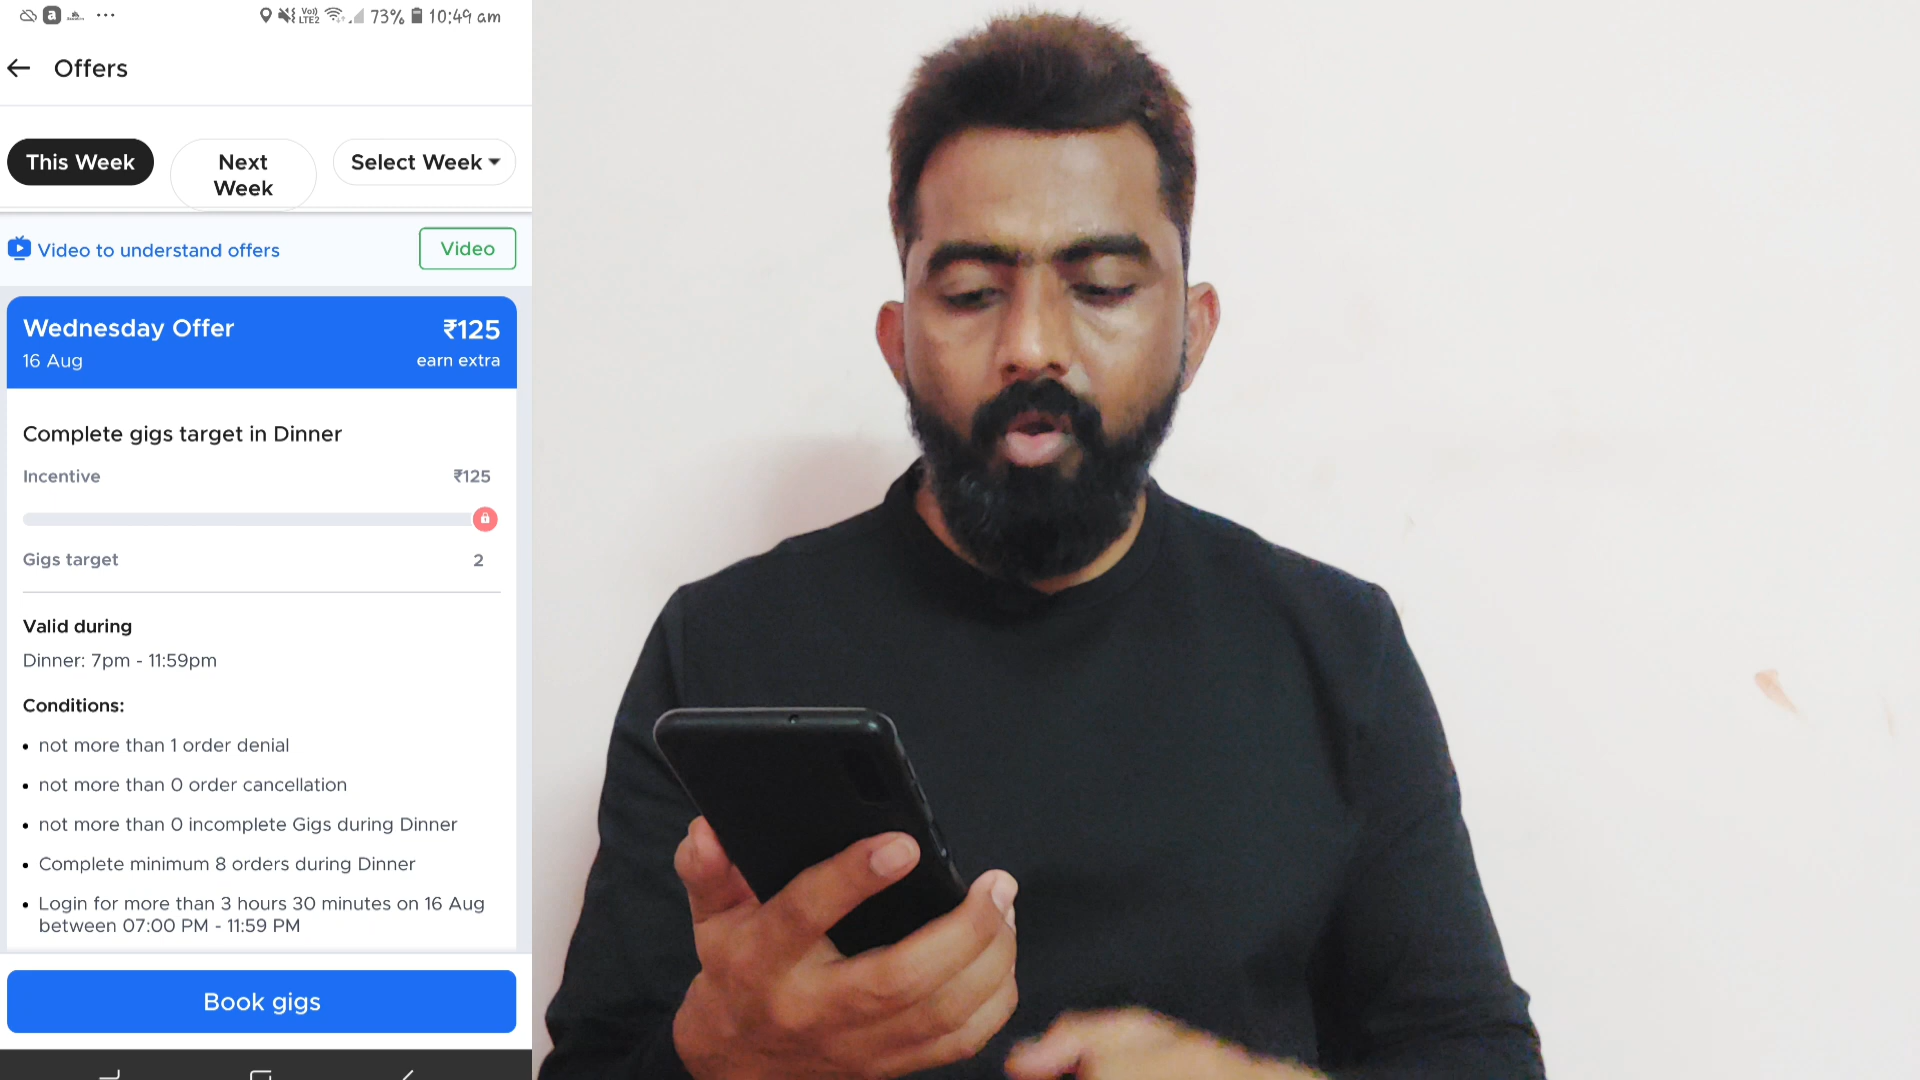 a
Vo))
LTE2
73%
10:49 am
Offers
This Week
Next
Week
Select Week
Video to understand offers
Video
Wednesday Offer
₹125
16 Aug
earn extra
Complete gigs target in Dinner
Incentive
₹125
Gigs target
2
Valid during
Dinner: 7pm - 11:59pm
Conditions:
• not more than 1 order denial
• not more than 0 order cancellation
• not more than 0 incomplete Gigs during Dinner
• Complete minimum 8 orders during Dinner
• Login for more than 3 hours 30 minutes on 16 Aug
between 07:00 PM - 11:59 PM
Book gigs